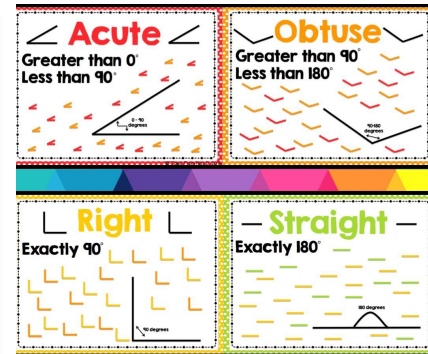 Acute
Greater than 0°
Less than 90°
0 - 90
degrees
Obtuse
Greater than 90°
Less than 180°
90-180
degrees
Right
Exactly 90°
90 degrees
Straight
Exactly 180°
180 degrees